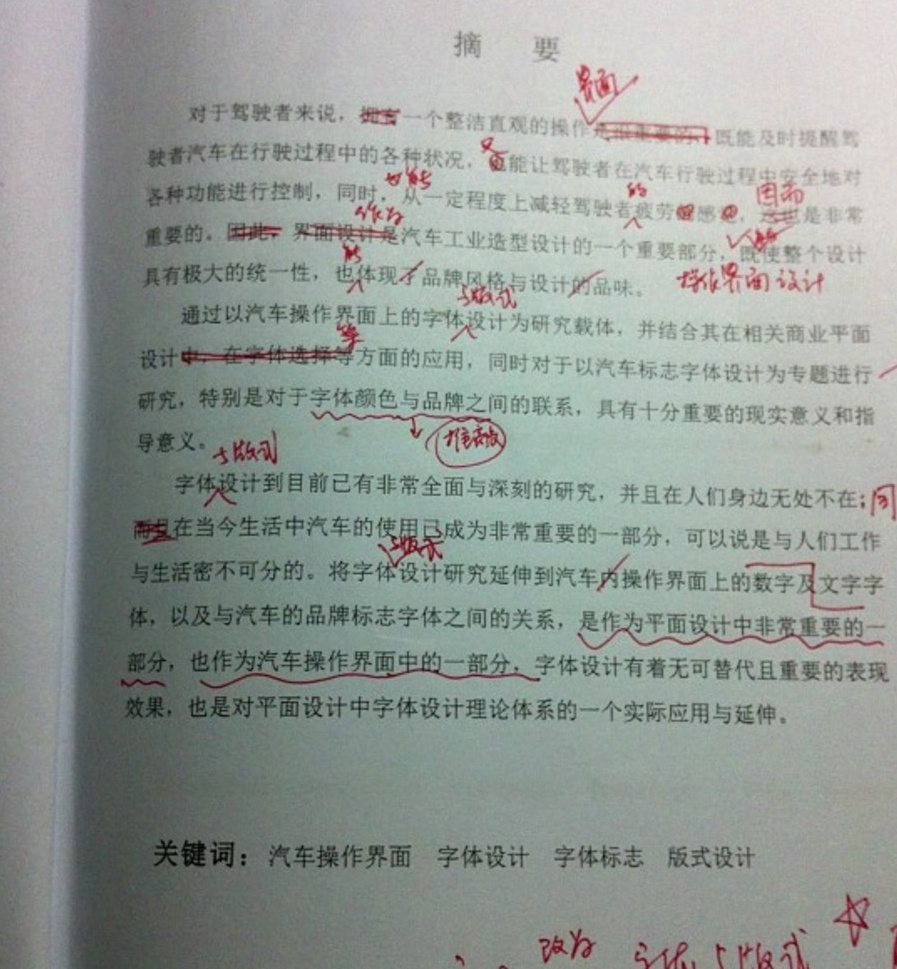 摘 要
界面
对于驾驶者来说，拥有一个整洁直观的操作是很重要的，既能及时提醒驾
驶者汽车在行驶过程中的各种状况，又能让驾驶者在汽车行驶过程中安全地对
也能 的 因而
各种功能进行控制，同时，从一定程度上减轻驾驶者疲劳感，这也是非常
作为
重要的。因此，界面设计是汽车工业造型设计的一个重要部分，既使整个设计
能
具有极大的统一性，也体现了品牌风格与设计的品味。 操作界面设计
与版式
通过以汽车操作界面上的字体设计为研究载体，并结合其在相关商业平面
等
设计中，在字体选择等方面的应用，同时对于以汽车标志字体设计为专题进行
研究，特别是对于字体颜色与品牌之间的联系，具有十分重要的现实意义和指
导意义。
与版式
字体设计到目前已有非常全面与深刻的研究，并且在人们身边无处不在；同
而且在当今生活中汽车的使用已成为非常重要的一部分，可以说是与人们工作
与版式
与生活密不可分的。将字体设计研究延伸到汽车内操作界面上的数字及文字字
体，以及与汽车的品牌标志字体之间的关系，是作为平面设计中非常重要的一
部分，也作为汽车操作界面中的一部分，字体设计有着无可替代且重要的表现
效果，也是对平面设计中字体设计理论体系的一个实际应用与延伸。
关键词：汽车操作界面 字体设计 字体标志 版式设计
改为 字体与版式